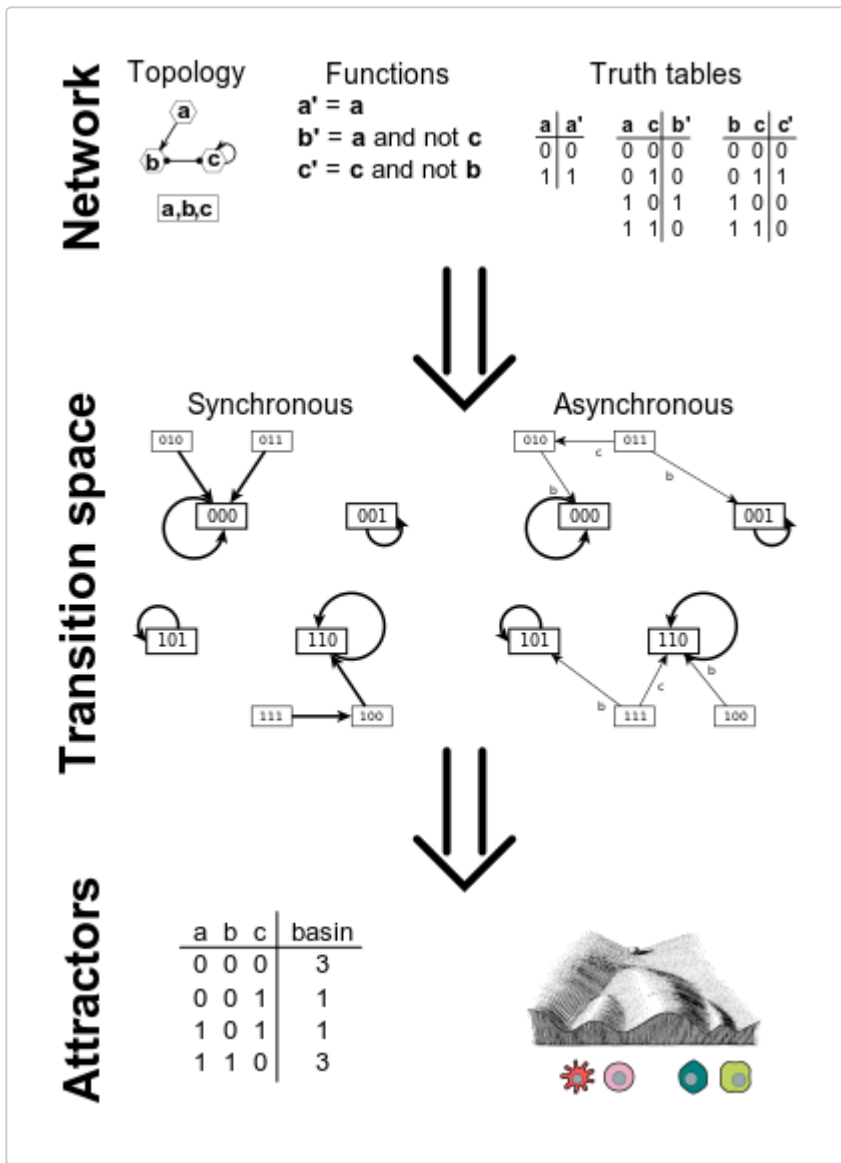 Network
Topology
a
b
c
a,b,c
Functions
a' = a
b' = a and not c
c' = c and not b
Truth tables
a a'
0 0
1 1
a c b'
0 0 0
0 1 0
1 0 1
1 1 0
b c c'
0 0 0
0 1 1
1 0 0
1 1 0
Transition space
Synchronous
010 011
000 001
101 110
111 100
Asynchronous
010 011
c
b b
000 001
101 110
b c b
111 100
Attractors
a b c basin
0 0 0 3
0 0 1 1
1 0 1 1
1 1 0 3